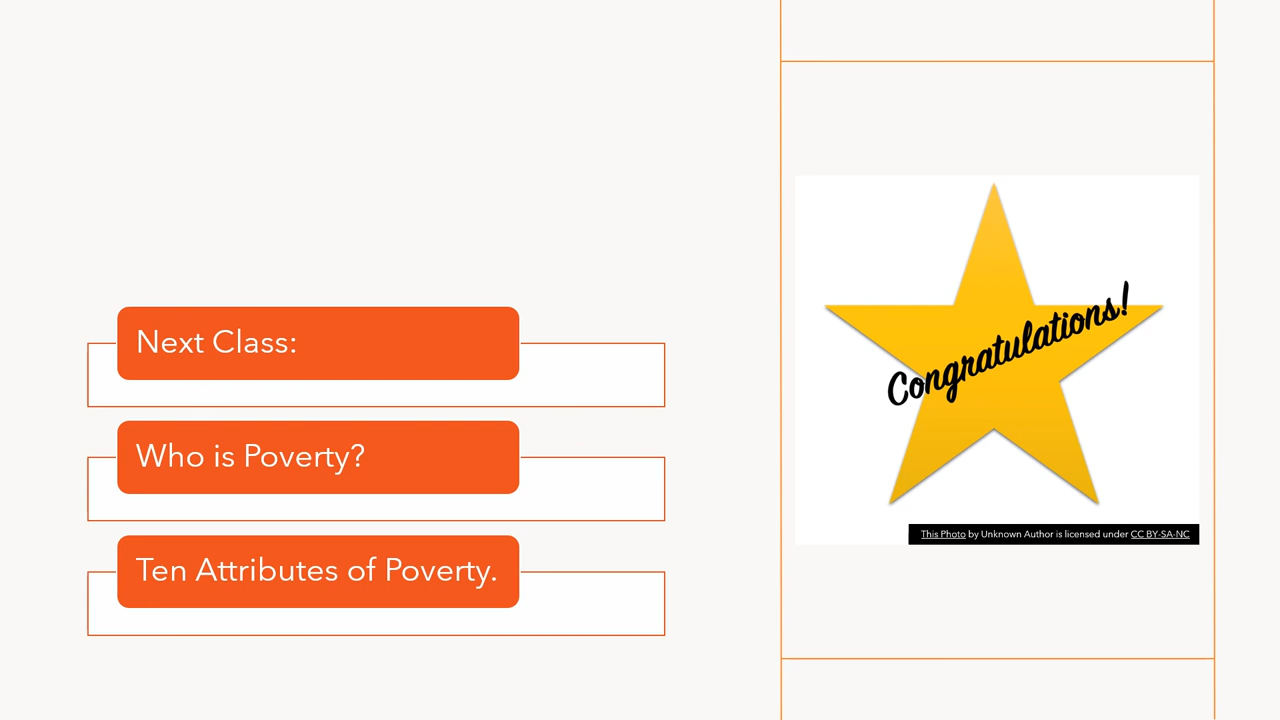 Next Class:
Who is Poverty?
Ten Attributes of Poverty.
Congratulations!
This Photo by Unknown Author is licensed under CC BY-SA-NC